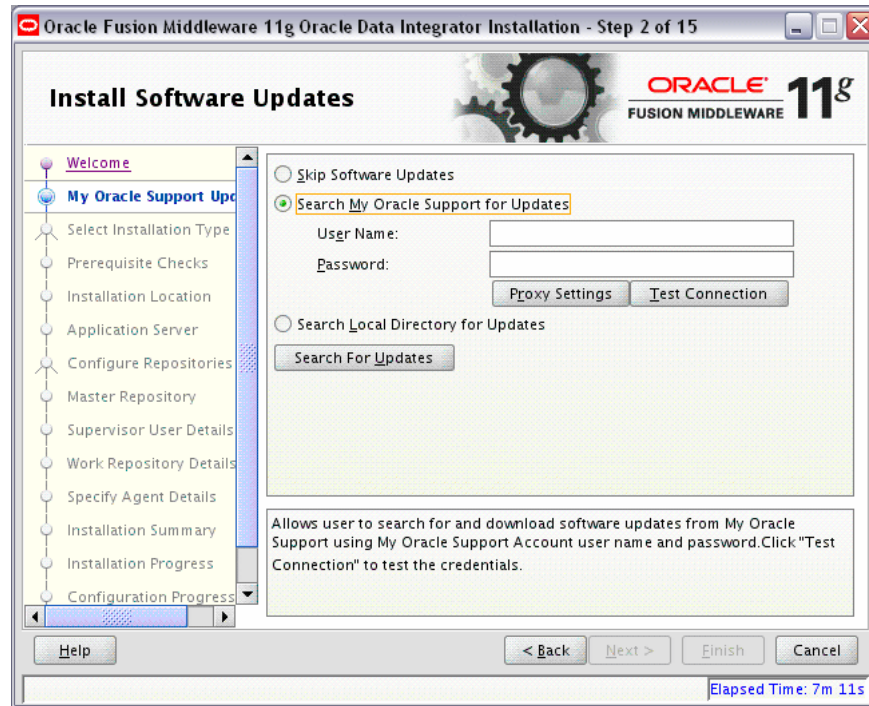 Oracle Fusion Middleware 11g Oracle Data Integrator Installation - Step 2 of 15
Install Software Updates
ORACLE
FUSION MIDDLEWARE
11g
Welcome
My Oracle Support Upd
Select Installation Type
Prerequisite Checks
Installation Location
Application Server
Configure Repositories
Master Repository
Supervisor User Details
Work Repository Details
Specify Agent Details
Installation Summary
Installation Progress
Configuration Progress
Skip Software Updates
Search My Oracle Support for Updates
User Name:
Password:
Proxy Settings
Test Connection
Search Local Directory for Updates
Search For Updates
Allows user to search for and download software updates from My Oracle
Support using My Oracle Support Account user name and password.Click "Test
Connection" to test the credentials.
Help
< Back
Next >
Finish
Cancel
Elapsed Time: 7m 11s